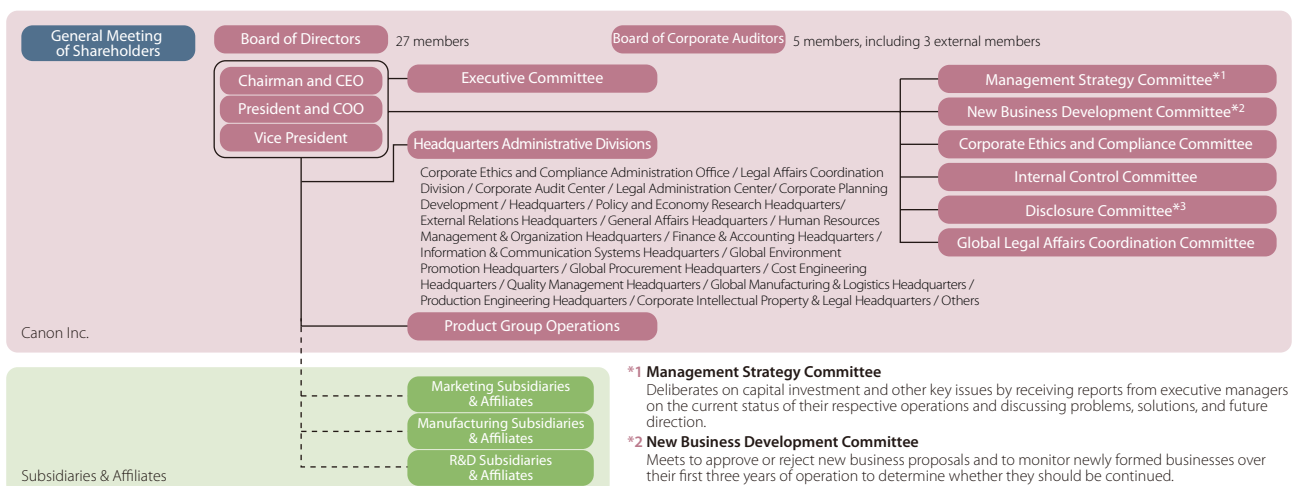 General Meeting
of Shareholders
Board of Directors
27 members
Board of Corporate Auditors
5 members, including 3 external members
Chairman and CEO
President and COO
Vice President
Executive Committee
Management Strategy Committee*1
New Business Development Committee*2
Corporate Ethics and Compliance Committee
Internal Control Committee
Disclosure Committee*3
Global Legal Affairs Coordination Committee
Headquarters Administrative Divisions
Corporate Ethics and Compliance Administration Office / Legal Affairs Coordination
Division / Corporate Audit Center / Legal Administration Center/ Corporate Planning
Development / Headquarters / Policy and Economy Research Headquarters/
External Relations Headquarters / General Affairs Headquarters / Human Resources
Management & Organization Headquarters / Finance & Accounting Headquarters /
Information & Communication Systems Headquarters / Global Environment
Promotion Headquarters / Global Procurement Headquarters / Cost Engineering
Headquarters / Quality Management Headquarters / Global Manufacturing & Logistics Headquarters /
Production Engineering Headquarters / Corporate Intellectual Property & Legal Headquarters / Others
Product Group Operations
Canon Inc.
Marketing Subsidiaries
& Affiliates
Manufacturing Subsidiaries
& Affiliates
R&D Subsidiaries
& Affiliates
Subsidiaries & Affiliates
*1 Management Strategy Committee
Deliberates on capital investment and other key issues by receiving reports from executive managers
on the current status of their respective operations and discussing problems, solutions, and future
direction.
*2 New Business Development Committee
Meets to approve or reject new business proposals and to monitor newly formed businesses over
their first three years of operation to determine whether they should be continued.